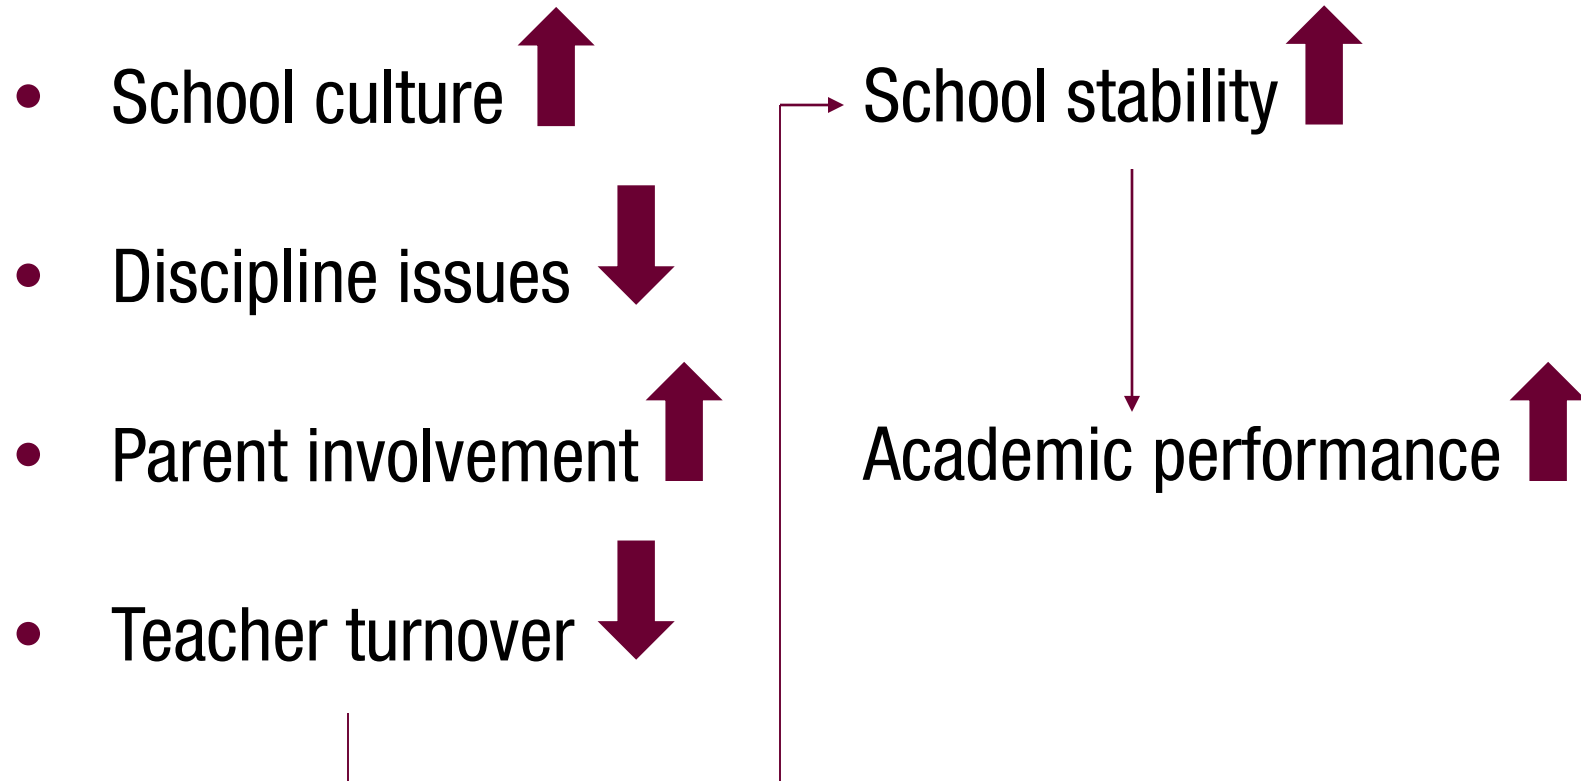 • School culture
• Discipline issues
• Parent involvement
• Teacher turnover
School stability
Academic performance